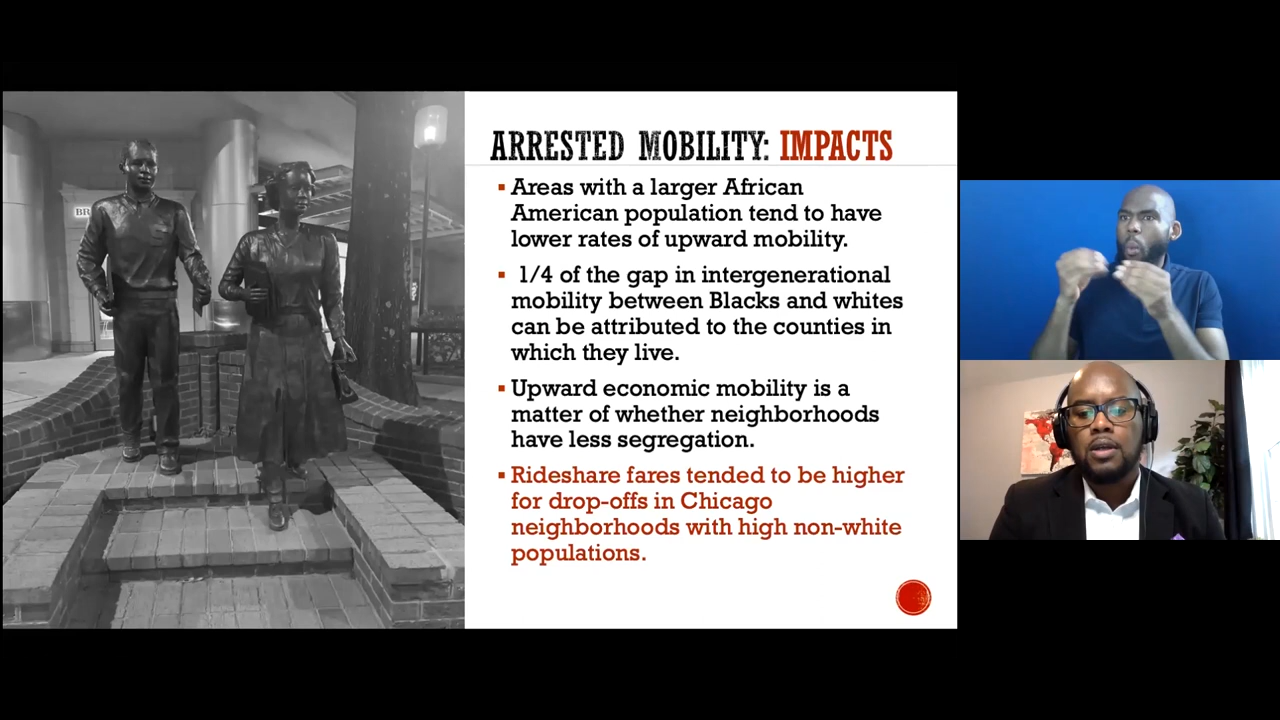 ARRESTED MOBILITY: IMPACTS
▪ Areas with a larger African
American population tend to have
lower rates of upward mobility.
▪ 1/4 of the gap in intergenerational
mobility between Blacks and whites
can be attributed to the counties in
which they live.
▪ Upward economic mobility is a
matter of whether neighborhoods
have less segregation.
▪ Rideshare fares tended to be higher
for drop-offs in Chicago
neighborhoods with high non-white
populations.